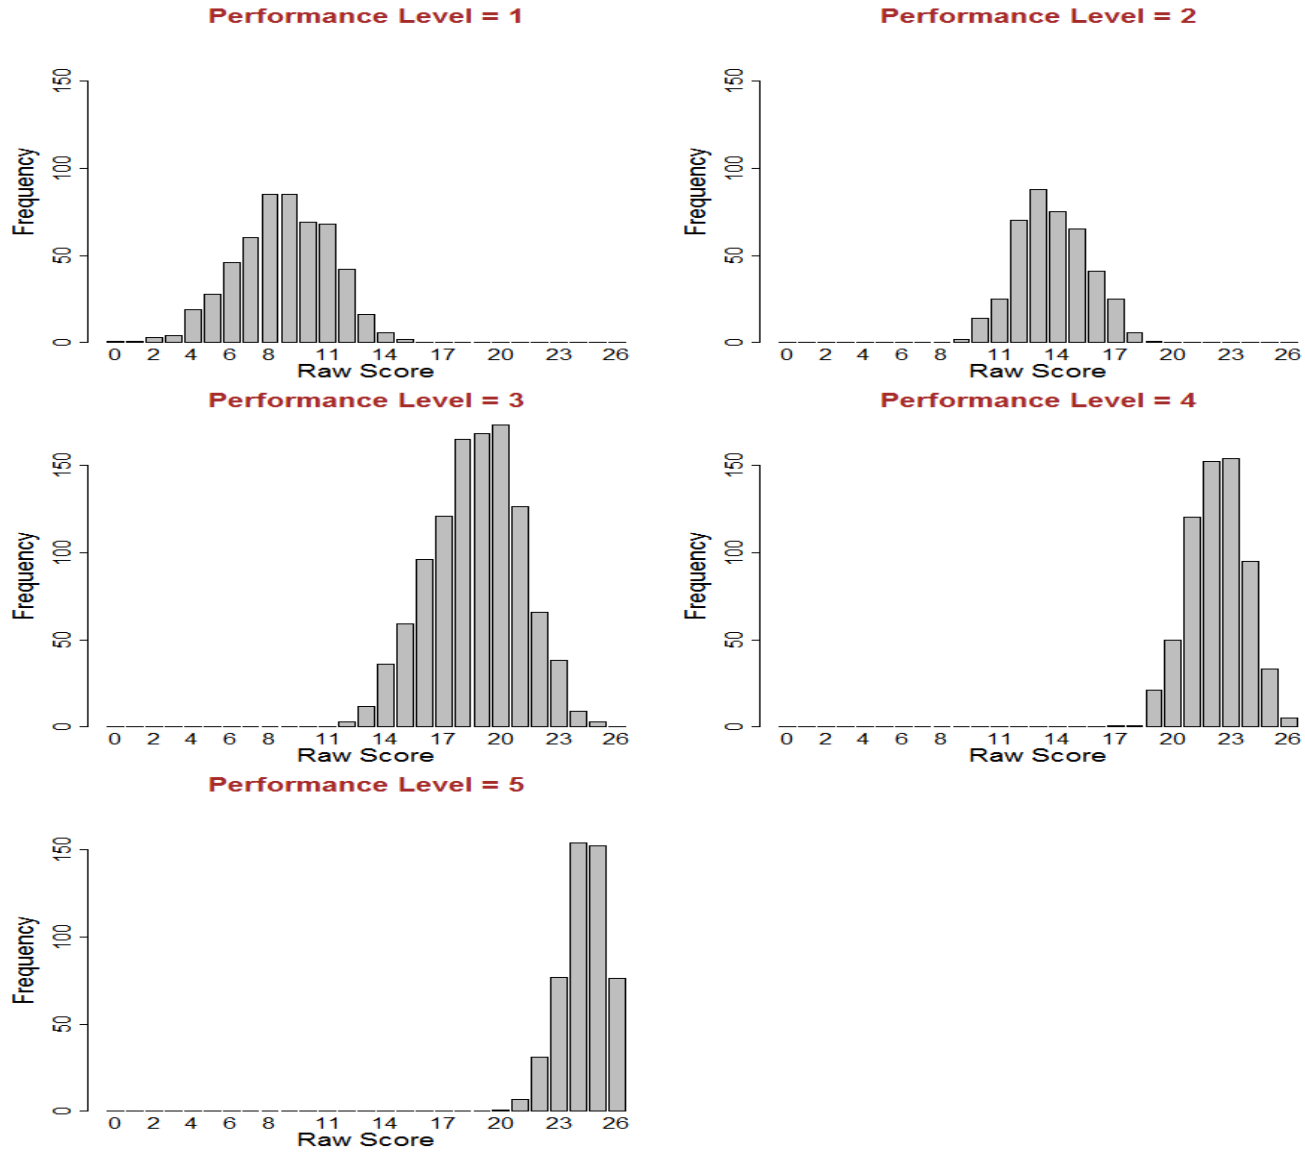 Performance Level = 1
150
100
50
0
Frequency
0 2 4 6 8 11 14 17 20 23 26
Raw Score
Performance Level = 2
150
100
50
0
Frequency
0 2 4 6 8 11 14 17 20 23 26
Raw Score
Performance Level = 3
150
100
50
0
Frequency
0 2 4 6 8 11 14 17 20 23 26
Raw Score
Performance Level = 4
150
100
50
0
Frequency
0 2 4 6 8 11 14 17 20 23 26
Raw Score
Performance Level = 5
150
100
50
0
Frequency
0 2 4 6 8 11 14 17 20 23 26
Raw Score